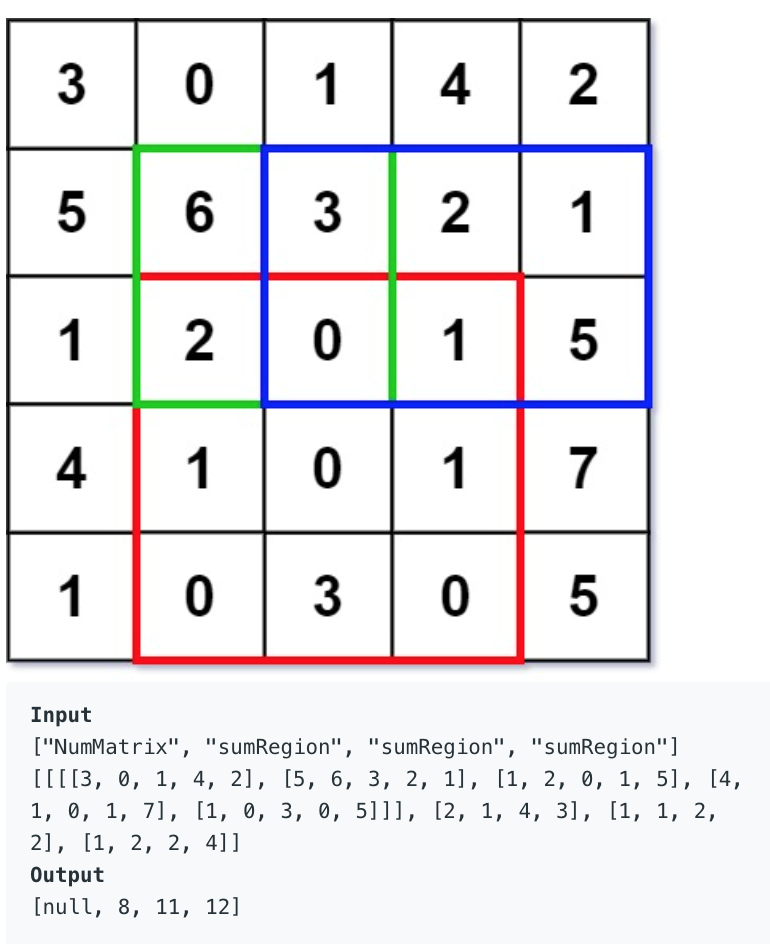 3 0 1 4 2
5 6 3 2 1
1 2 0 1 5
4 1 0 1 7
1 0 3 0 5
Input
["NumMatrix", "sumRegion", "sumRegion", "sumRegion"]
[[[[3, 0, 1, 4, 2], [5, 6, 3, 2, 1], [1, 2, 0, 1, 5], [4,
1, 0, 1, 7], [1, 0, 3, 0, 5]]], [2, 1, 4, 3], [1, 1, 2,
2], [1, 2, 2, 4]]
Output
[null, 8, 11, 12]